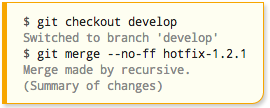 $ git checkout develop
Switched to branch 'develop'
$ git merge --no-ff hotfix-1.2.1
Merge made by recursive.
(Summary of changes)